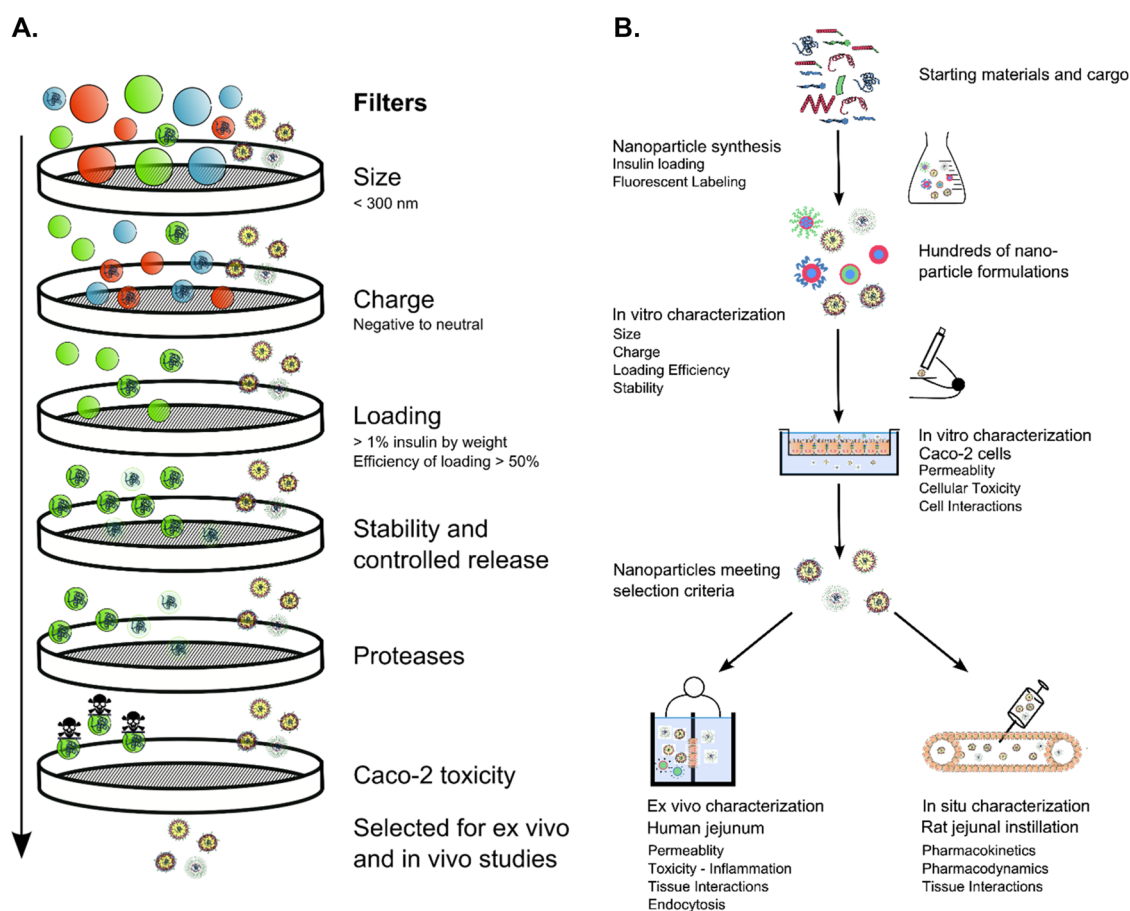 A.
Filters
Size
< 300 nm
Charge
Negative to neutral
Loading
> 1% insulin by weight
Efficiency of loading > 50%
Stability and
controlled release
Proteases
Caco-2 toxicity
Selected for ex vivo
and in vivo studies
B.
Starting materials and cargo
Nanoparticle synthesis
Insulin loading
Fluorescent Labeling
Hundreds of nano-
particle formulations
In vitro characterization
Size
Charge
Loading Efficiency
Stability
In vitro characterization
Caco-2 cells
Permeablity
Cellular Toxicity
Cell Interactions
Nanoparticles meeting
selection criteria
Ex vivo characterization
Human jejunum
Permeablity
Toxicity - Inflammation
Tissue Interactions
Endocytosis
In situ characterization
Rat jejunal instillation
Pharmacokinetics
Pharmacodynamics
Tissue Interactions